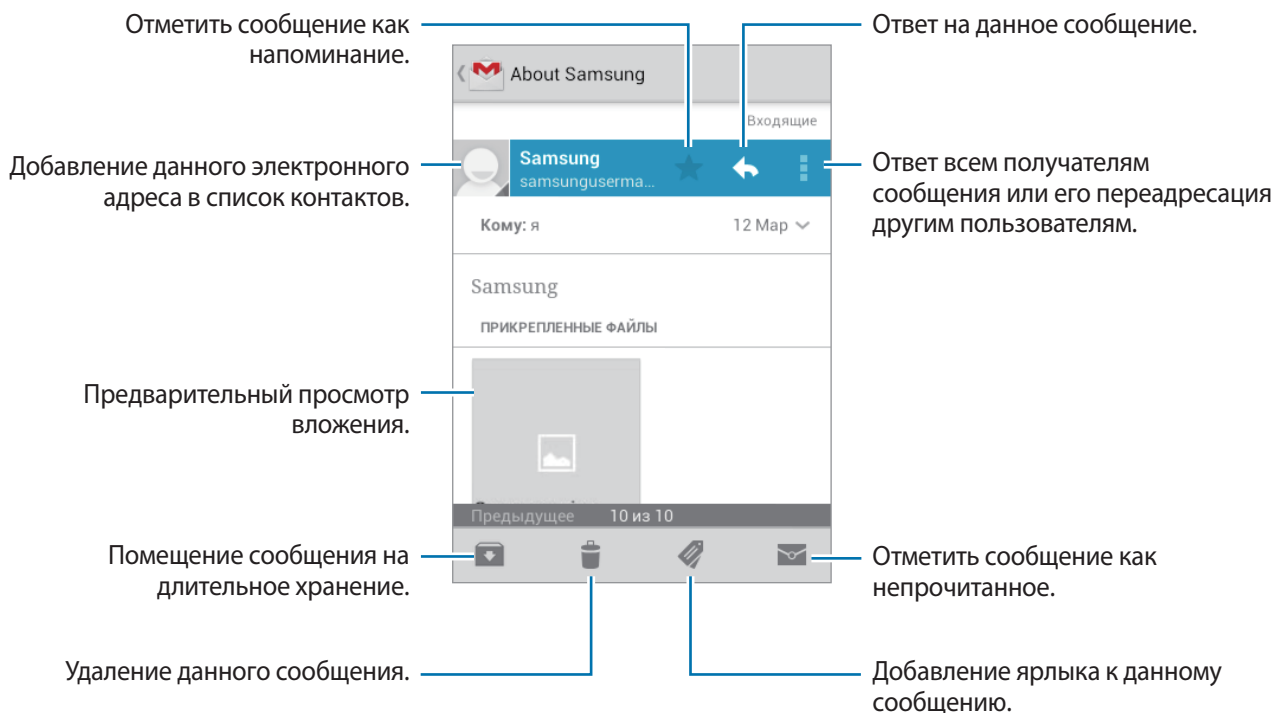 Отметить сообщение как
напоминание.
Ответ на данное сообщение.
About Samsung
Входящие
Добавление данного электронного
адреса в список контактов.
Samsung
samsunguserma...
Ответ всем получателям
сообщения или его переадресация
другим пользователям.
Кому: я
12 Мар
Samsung
ПРИКРЕПЛЕННЫЕ ФАЙЛЫ
Предварительный просмотр
вложения.
Предыдущее 10 из 10
Помещение сообщения на
длительное хранение.
Отметить сообщение как
непрочитанное.
Удаление данного сообщения.
Добавление ярлыка к данному
сообщению.